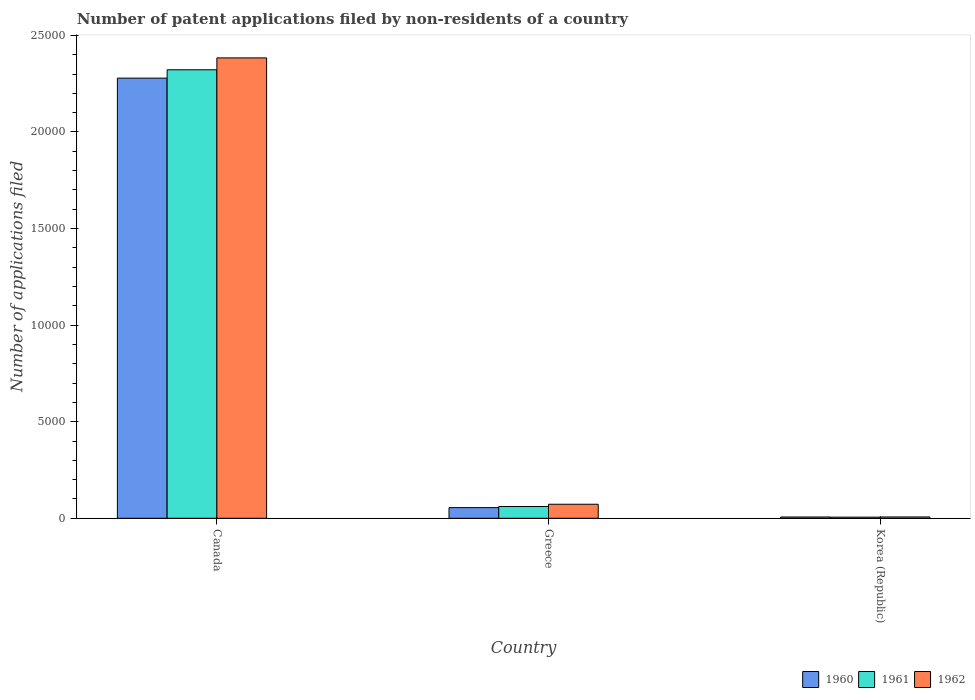 Number of patent applications filed by non-residents of a country
Number of applications filed
25000
20000
15000
10000
5000
0
Canada
Greece
Korea (Republic)
Country
1960
1961
1962